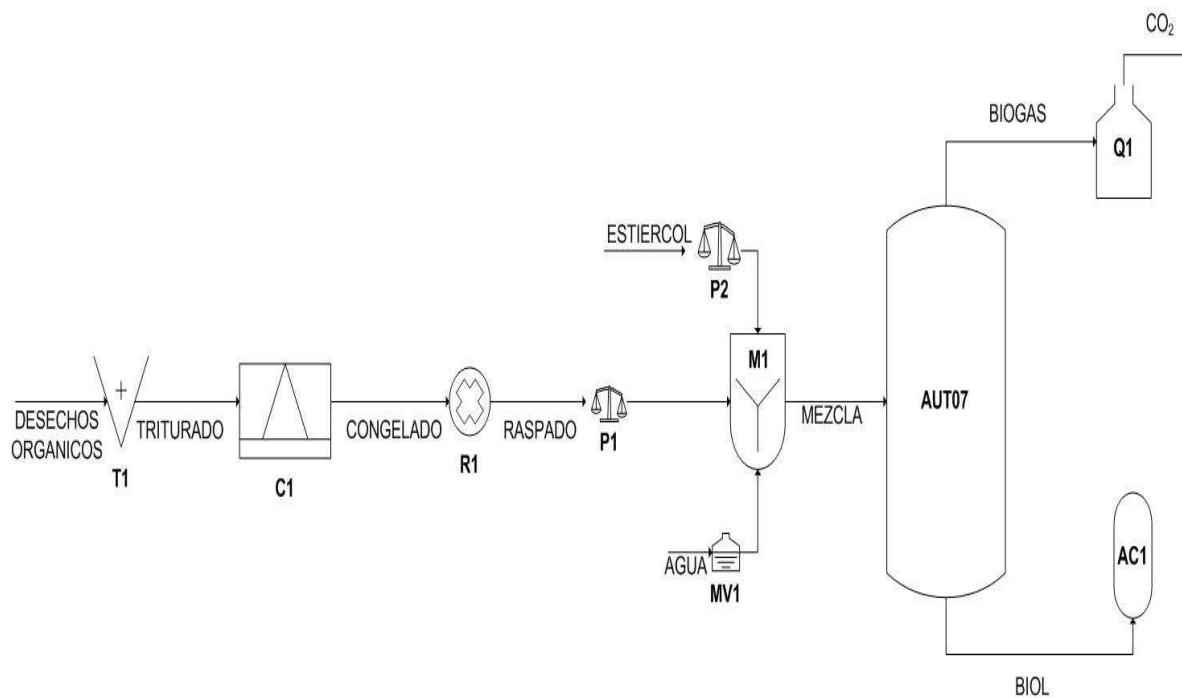 CO₂
BIOGAS
Q1
ESTIERCOL
P2
M1
AUT07
MEZCLA
DESECHOS
ORGANICOS
TRITURADO
CONGELADO
RASPADO
P1
R1
T1
C1
AGUA
MV1
AC1
BIOL